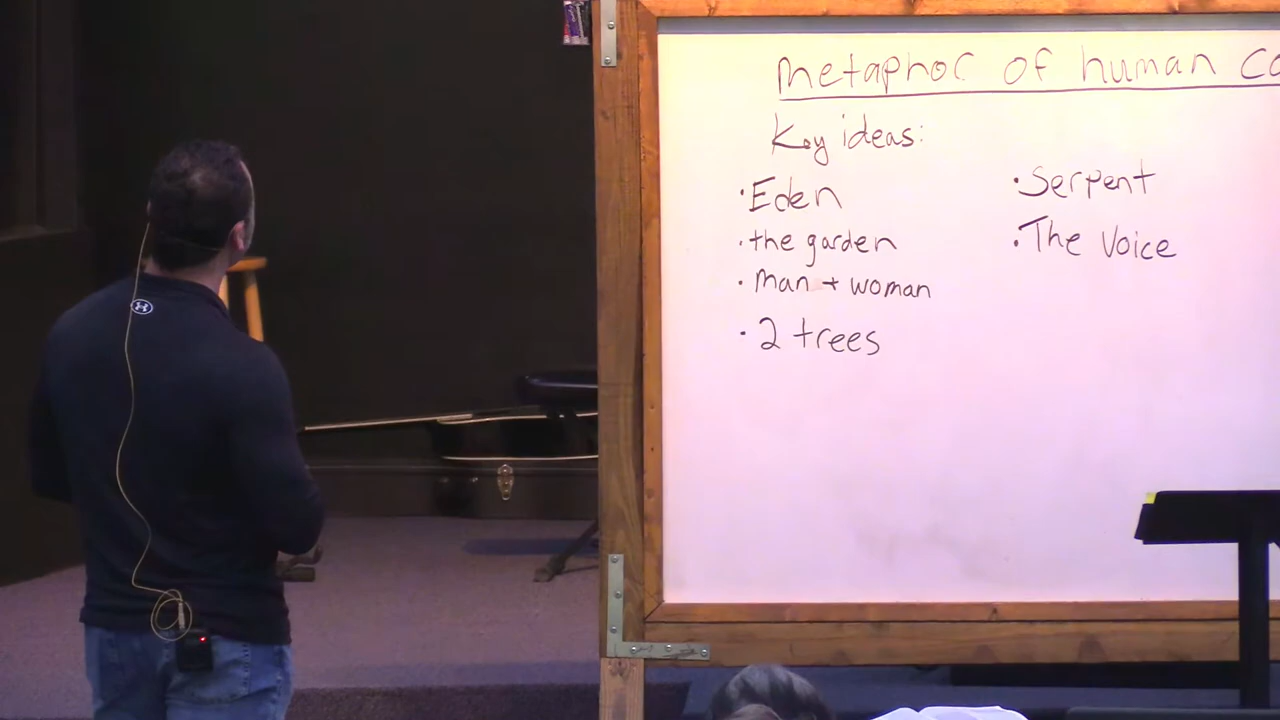 metaphor of human co
Key ideas:
• Eden
• the garden
• man + woman
• 2 trees
• Serpent
• The Voice